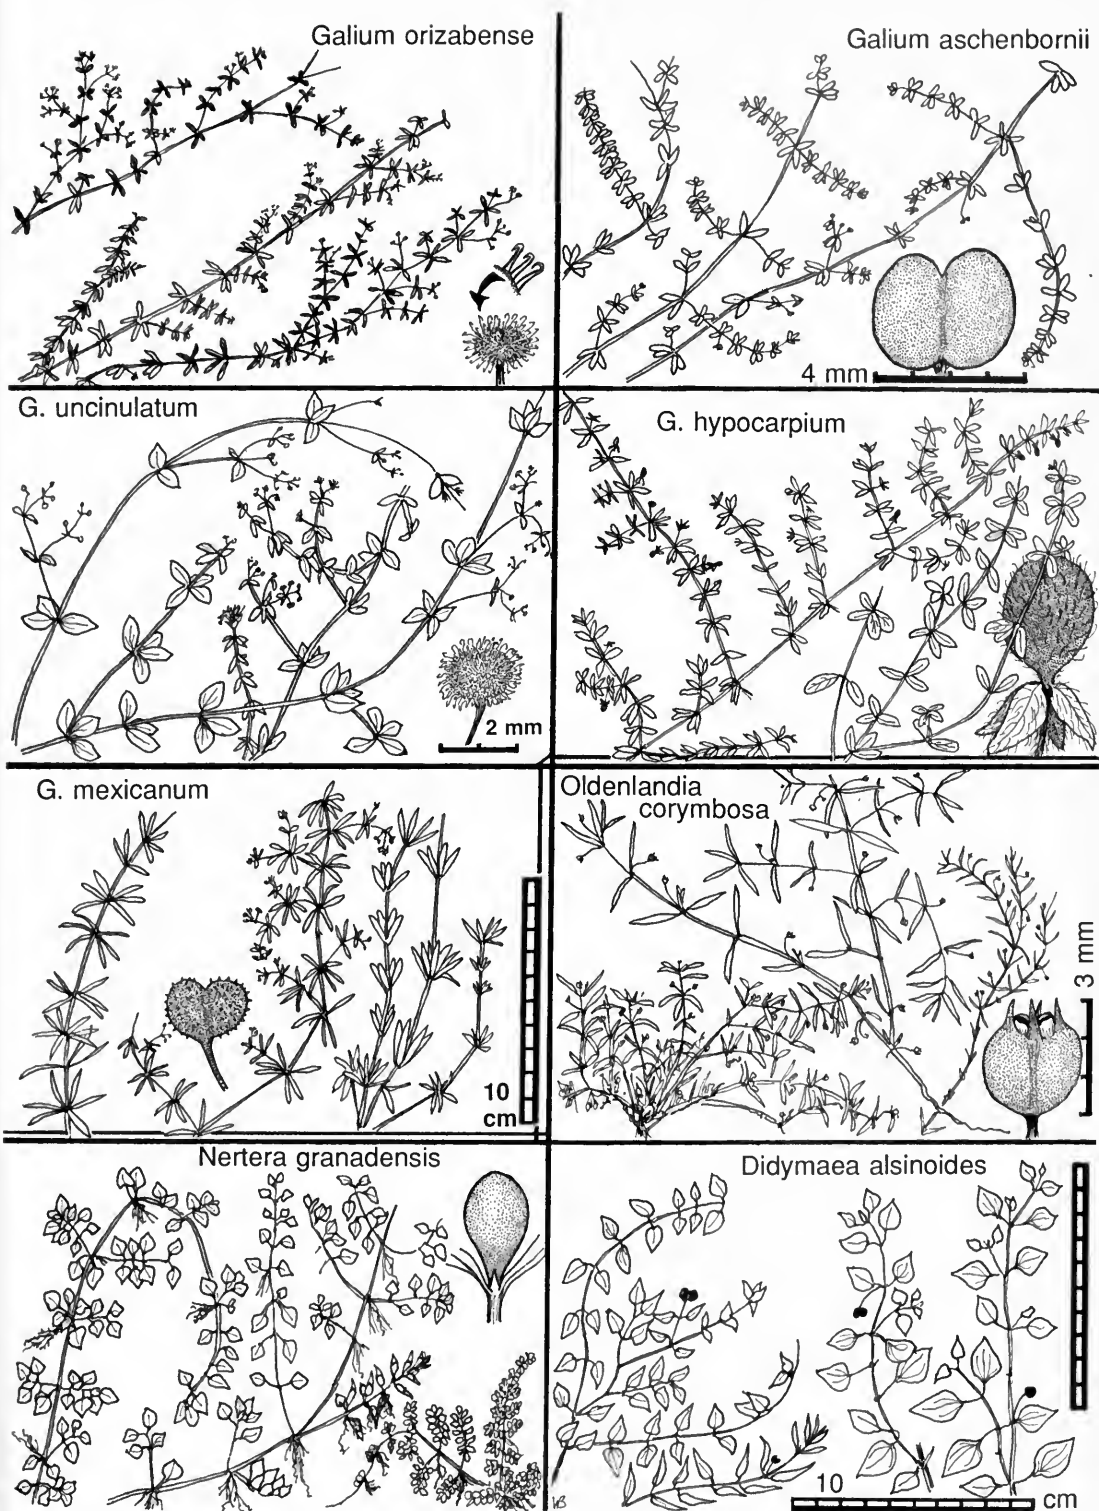 Galium orizabense
Galium aschenbornii
4 mm
G. uncinulatum
2 mm
G. hypocarpium
G. mexicanum
10
cm
Oldenlandia
corymbosa
3 mm
Nertera granadensis
Didymaea alsinoides
10
cm